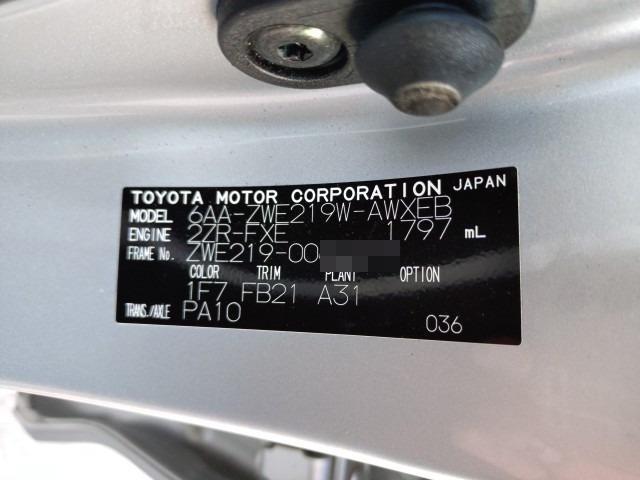 TOYOTA MOTOR CORPORATION JAPAN
MODEL 6AA-ZWE219W-AWXEB
ENGINE 2ZR-FXE 1797 mL
FRAME No. ZWE219-00
COLOR TRIM PLANT OPTION
1F7 FB21 A31
TRANS./AXLE PA10
036